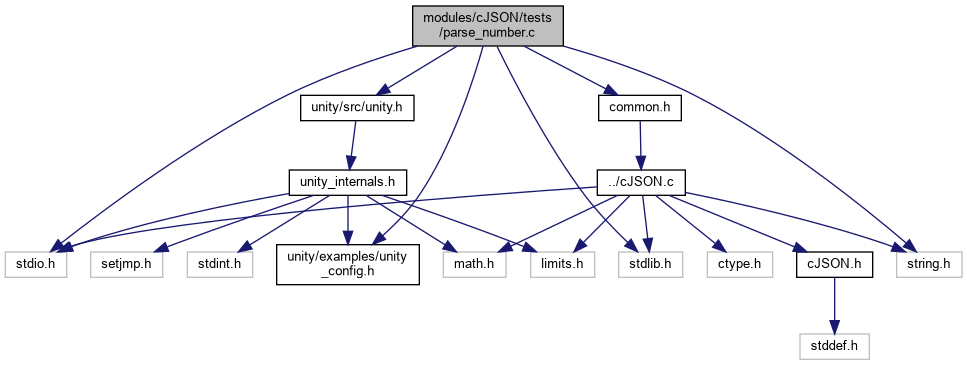 modules/cJSON/tests
/parse_number.c
unity/src/unity.h
common.h
unity_internals.h
../cJSON.c
stdio.h
setjmp.h
stdint.h
unity/examples/unity
_config.h
math.h
limits.h
stdlib.h
ctype.h
cJSON.h
string.h
stddef.h